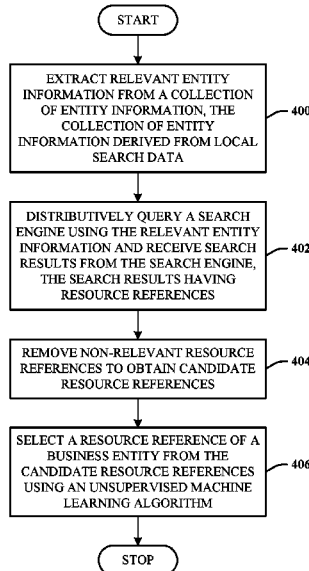 START
EXTRACT RELEVANT ENTITY
INFORMATION FROM A COLLECTION
OF ENTITY INFORMATION, THE
COLLECTION OF ENTITY
INFORMATION DERIVED FROM LOCAL
SEARCH DATA
400
DISTRIBUTIVELY QUERY A SEARCH
ENGINE USING THE RELEVANT ENTITY
INFORMATION AND RECEIVE SEARCH
RESULTS FROM THE SEARCH ENGINE,
THE SEARCH RESULTS HAVING
RESOURCE REFERENCES
402
REMOVE NON-RELEVANT RESOURCE
REFERENCES TO OBTAIN CANDIDATE
RESOURCE REFERENCES
404
SELECT A RESOURCE REFERENCE OF A
BUSINESS ENTITY FROM THE
CANDIDATE RESOURCE REFERENCES
USING AN UNSUPERVISED MACHINE
LEARNING ALGORITHM
406
STOP